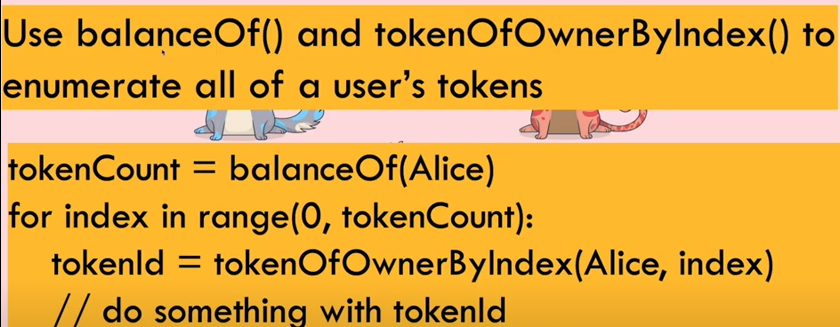 Use balanceOf() and tokenOfOwnerByIndex() to
enumerate all of a user’s tokens
tokenCount = balanceOf(Alice)
for index in range(0, tokenCount):
tokenId = tokenOfOwnerByIndex(Alice, index)
// do something with tokenId